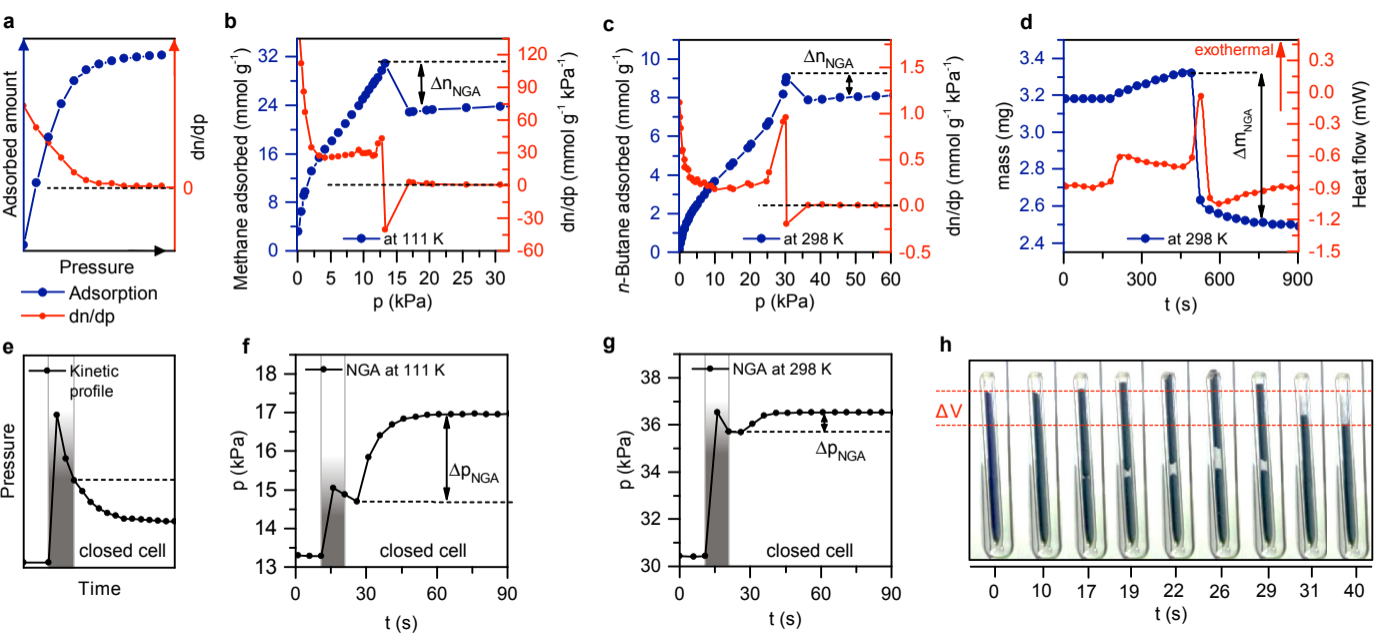 a
Adsorbed amount
dn/dp
0
Pressure
Adsorption
dn/dp
b
Methane adsorbed (mmol g⁻¹)
32
24
16
8
0
ΔnNGA
at 111 K
0 5 10 15 20 25 30
p (kPa)
120
90
60
30
0
-30
-60
dn/dp (mmol g⁻¹ kPa⁻¹)
c
n-Butane adsorbed (mmol g⁻¹)
10
8
6
4
2
0
ΔnNGA
at 298 K
0 10 20 30 40 50 60
p (kPa)
1.5
1.0
0.5
0.0
-0.5
dn/dp (mmol g⁻¹ kPa⁻¹)
d
mass (mg)
3.4
3.2
3.0
2.8
2.6
2.4
exothermal
ΔmNGA
at 298 K
0 300 600 900
t (s)
0.3
0.0
-0.3
-0.6
-0.9
-1.2
-1.5
Heat flow (mW)
e
Pressure
Kinetic
profile
closed cell
Time
f
p (kPa)
18
17
16
15
14
13
NGA at 111 K
ΔpNGA
closed cell
0 30 60 90
t (s)
g
p (kPa)
38
36
34
32
30
NGA at 298 K
ΔpNGA
closed cell
0 30 60 90
t (s)
h
ΔV
0 10 17 19 22 26 29 31 40
t (s)